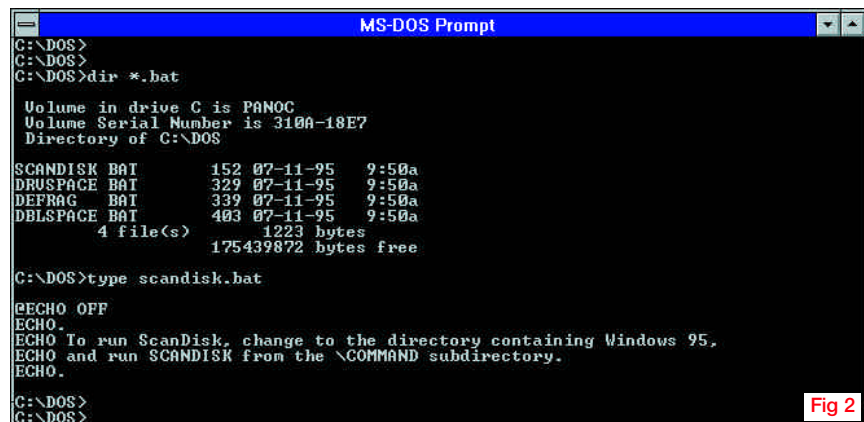 MS-DOS Prompt
C:\DOS>
C:\DOS>
C:\DOS>dir *.bat
Volume in drive C is PANOC
Volume Serial Number is 310A-18E7
Directory of C:\DOS
SCANDISK BAT 152 07-11-95 9:50a
DRVSPACE BAT 329 07-11-95 9:50a
DEFRAG BAT 339 07-11-95 9:50a
DBLSPACE BAT 403 07-11-95 9:50a
4 file(s) 1223 bytes
175439872 bytes free
C:\DOS>type scandisk.bat
@ECHO OFF
ECHO.
ECHO To run ScanDisk, change to the directory containing Windows 95,
ECHO and run SCANDISK from the \COMMAND subdirectory.
ECHO.
C:\DOS>
C:\DOS>
Fig 2